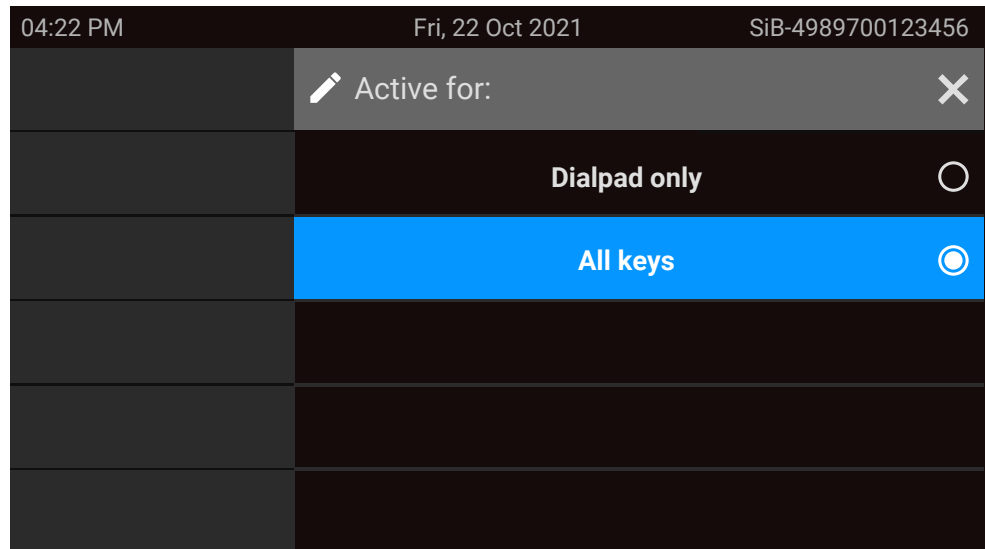 04:22 PM Fri, 22 Oct 2021 SiB-4989700123456
Active for:
Dialpad only
All keys